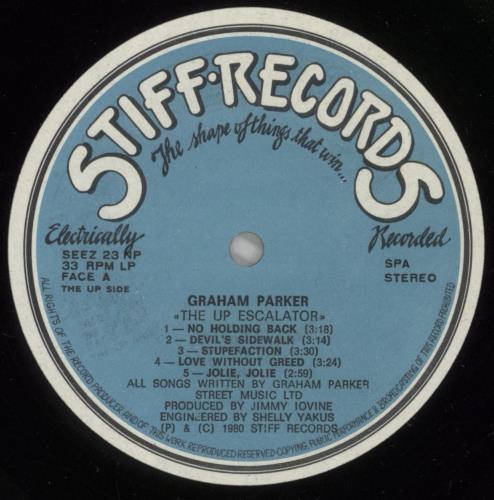 STIFF·RECORDS
The shape of things that win...
Electrically
Recorded
SEEZ 23 NP
33 RPM LP
FACE A
THE UP SIDE
SPA
STEREO
GRAHAM PARKER
«THE UP ESCALATOR»
1 — NO HOLDING BACK (3:18)
2 — DEVIL'S SIDEWALK (3:14)
3 — STUPEFACTION (3:30)
4 — LOVE WITHOUT GREED (3:24)
5 — JOLIE, JOLIE (2:59)
ALL SONGS WRITTEN BY GRAHAM PARKER
STREET MUSIC LTD
PRODUCED BY JIMMY IOVINE
ENGINEERED BY SHELLY YAKUS
(P) & (C) 1980 STIFF RECORDS
ALL RIGHTS OF THE RECORD PRODUCER AND OF THIS WORK REPRODUCED RESERVED COPYING, PUBLIC PERFORMANCE & BROADCASTING OF THIS RECORD PROHIBITED